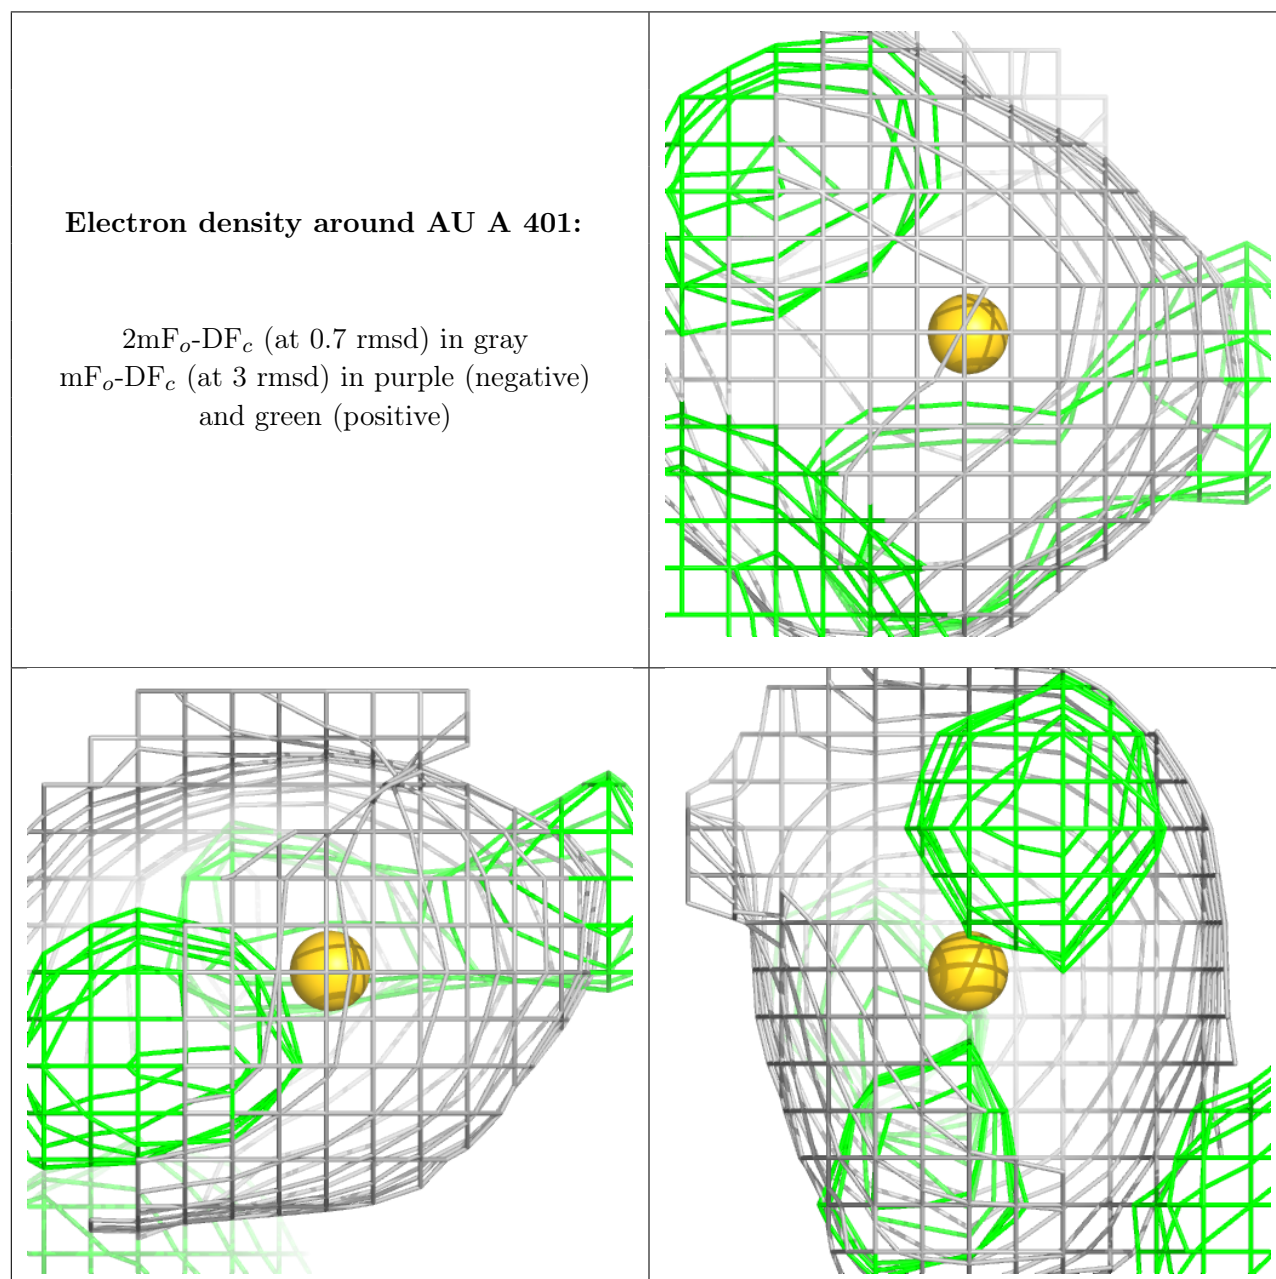 Electron density around AU A 401:
2mFo-DFc (at 0.7 rmsd) in gray
mFo-DFc (at 3 rmsd) in purple (negative)
and green (positive)